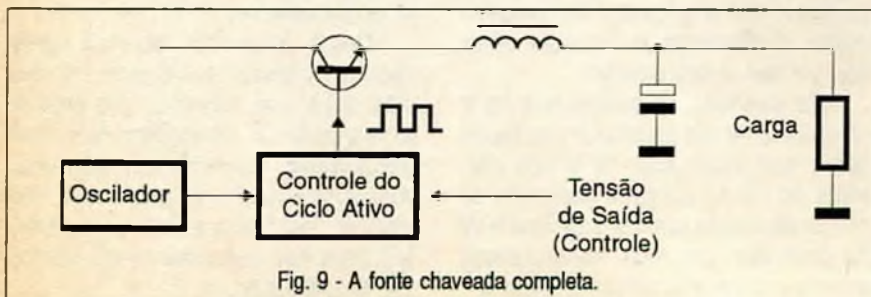 Oscilador
Controle do
Ciclo Ativo
Tensão
de Saída
(Controle)
Carga
Fig. 9 - A fonte chaveada completa.